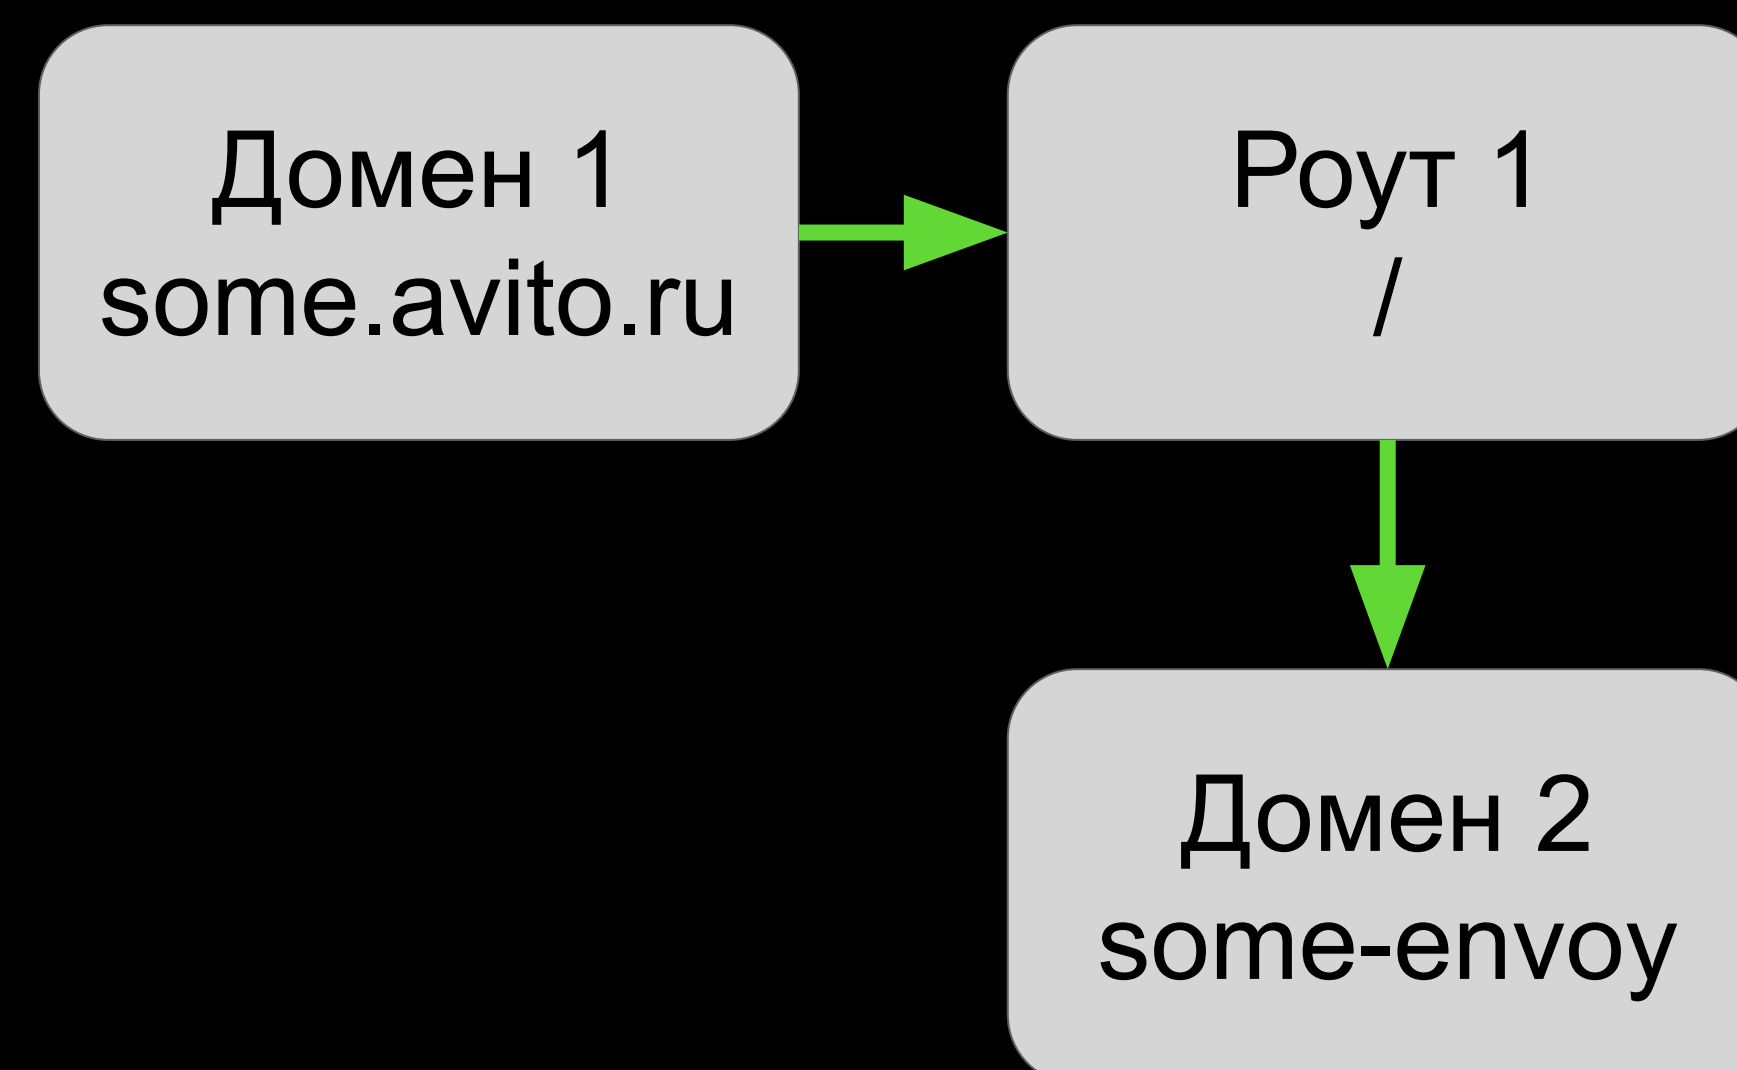 Домен 1
some.avito.ru
Роут 1
/
Домен 2
some-envoy